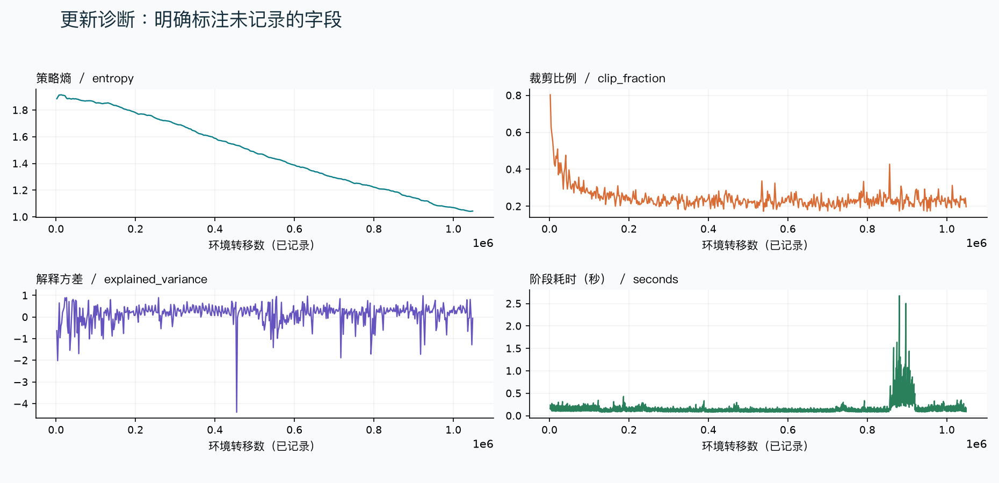 更新诊断：明确标注未记录的字段
策略熵 / entropy
1.8
1.6
1.4
1.2
1.0
0.0 0.2 0.4 0.6 0.8 1.0
环境转移数（已记录）
1e6
裁剪比例 / clip_fraction
0.8
0.6
0.4
0.2
0.0 0.2 0.4 0.6 0.8 1.0
环境转移数（已记录）
1e6
解释方差 / explained_variance
1
0
−1
−2
−3
−4
0.0 0.2 0.4 0.6 0.8 1.0
环境转移数（已记录）
1e6
阶段耗时（秒） / seconds
2.5
2.0
1.5
1.0
0.5
0.0
0.0 0.2 0.4 0.6 0.8 1.0
环境转移数（已记录）
1e6